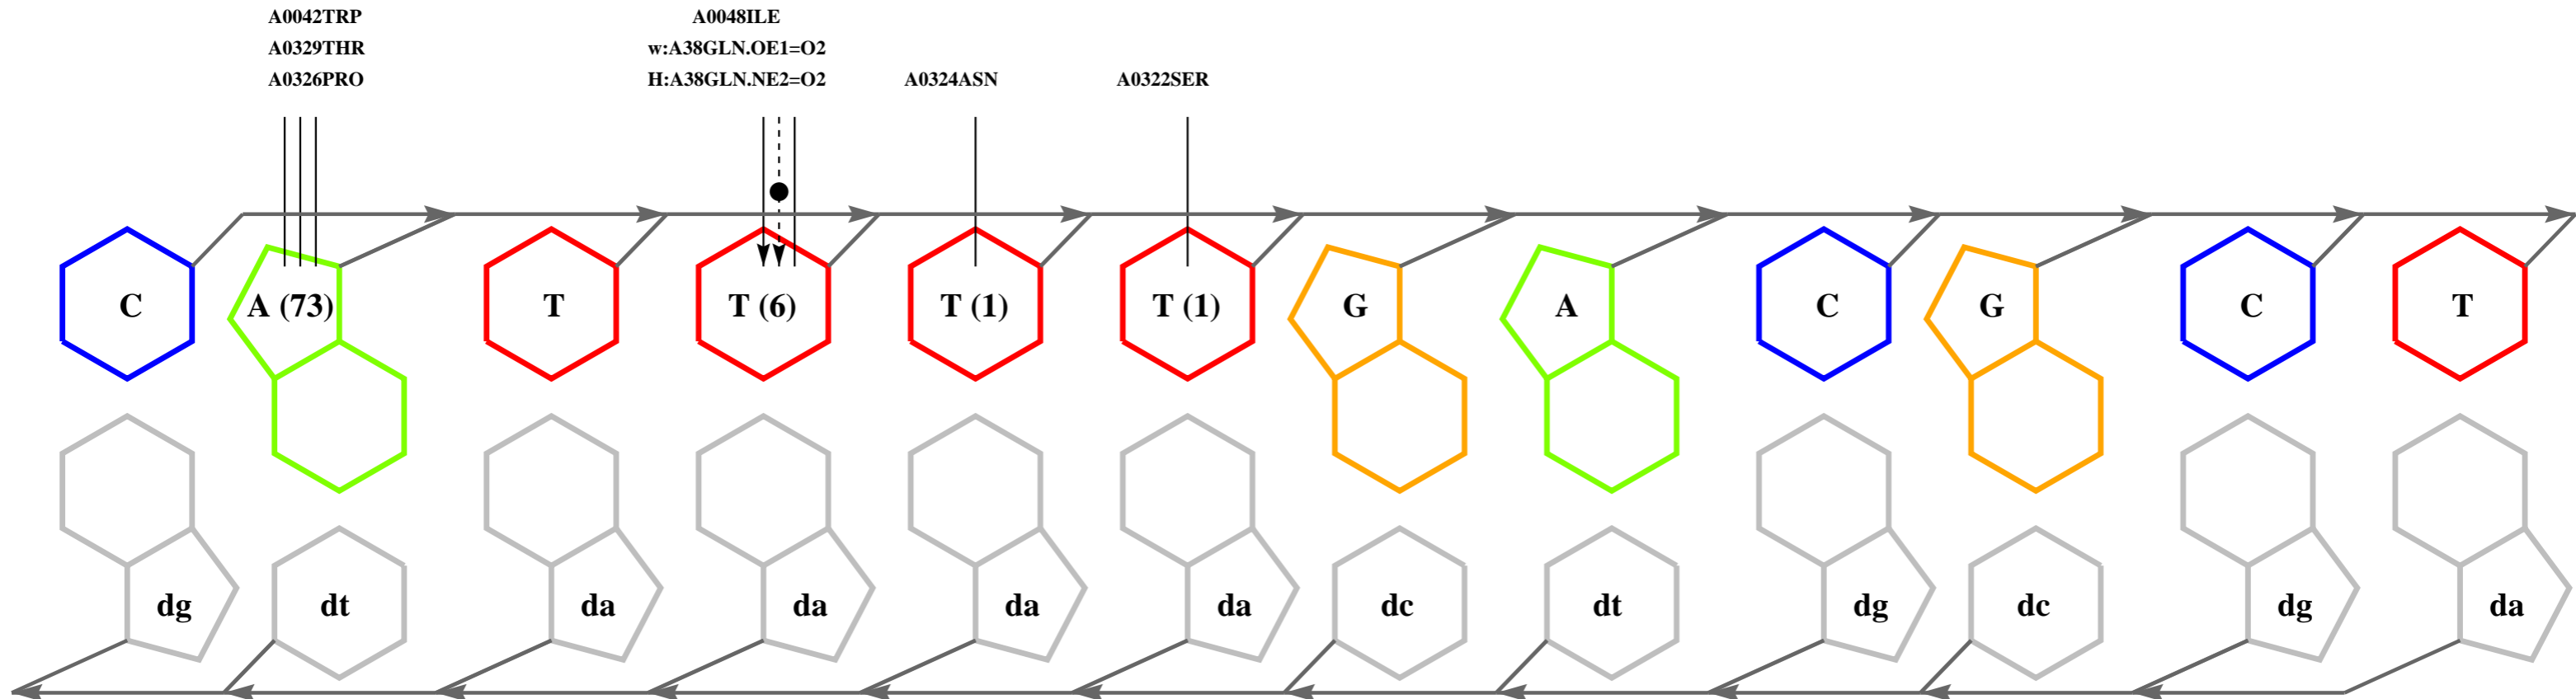 A0042TRP
A0329THR
A0326PRO
A0048ILE
w:A38GLN.OE1=O2
H:A38GLN.NE2=O2
A0324ASN
A0322SER
C A (73) T T (6) T (1) T (1) G A C G C T
dg dt da da da da dc dt dg dc dg da